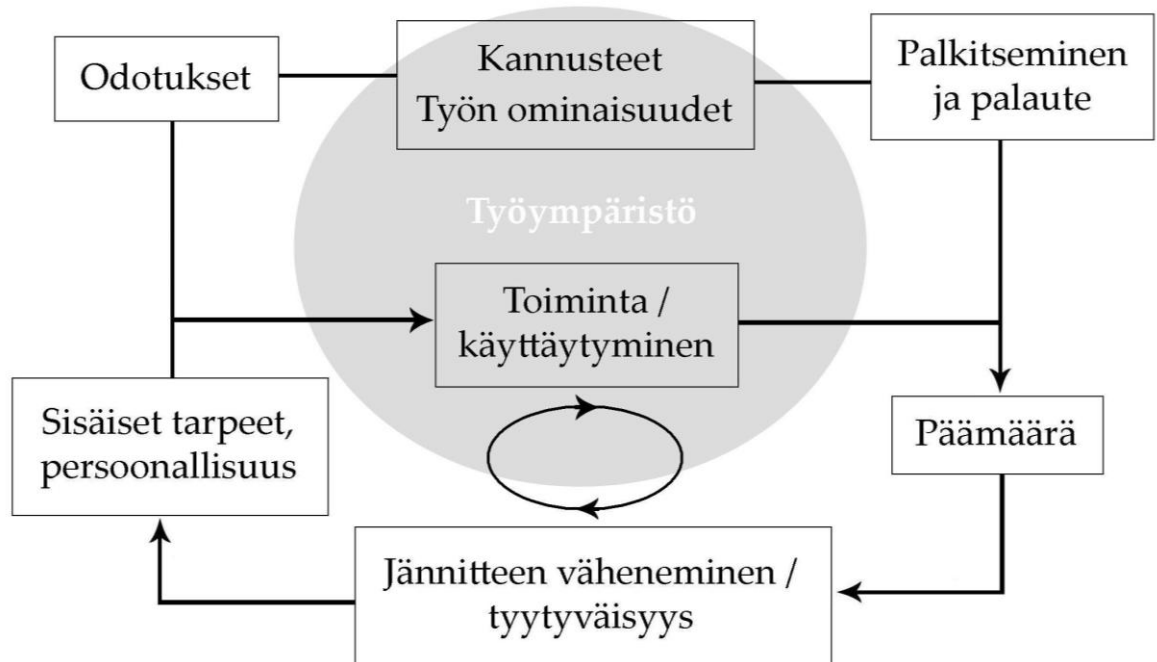 Odotukset
Kannusteet
Työn ominaisuudet
Palkitseminen
ja palaute
Työympäristö
Toiminta /
käyttäytyminen
Sisäiset tarpeet,
persoonallisuus
Päämäärä
Jännitteen väheneminen /
tyytyväisyys